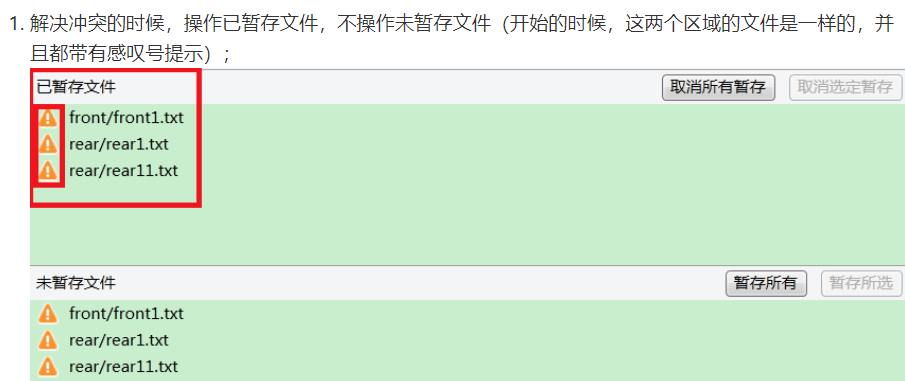 1. 解决冲突的时候，操作已暂存文件，不操作未暂存文件（开始的时候，这两个区域的文件是一样的，并
且都带有感叹号提示）；
已暂存文件 取消所有暂存 取消选定暂存
front/front1.txt
rear/rear1.txt
rear/rear11.txt
未暂存文件 暂存所有 暂存所选
front/front1.txt
rear/rear1.txt
rear/rear11.txt